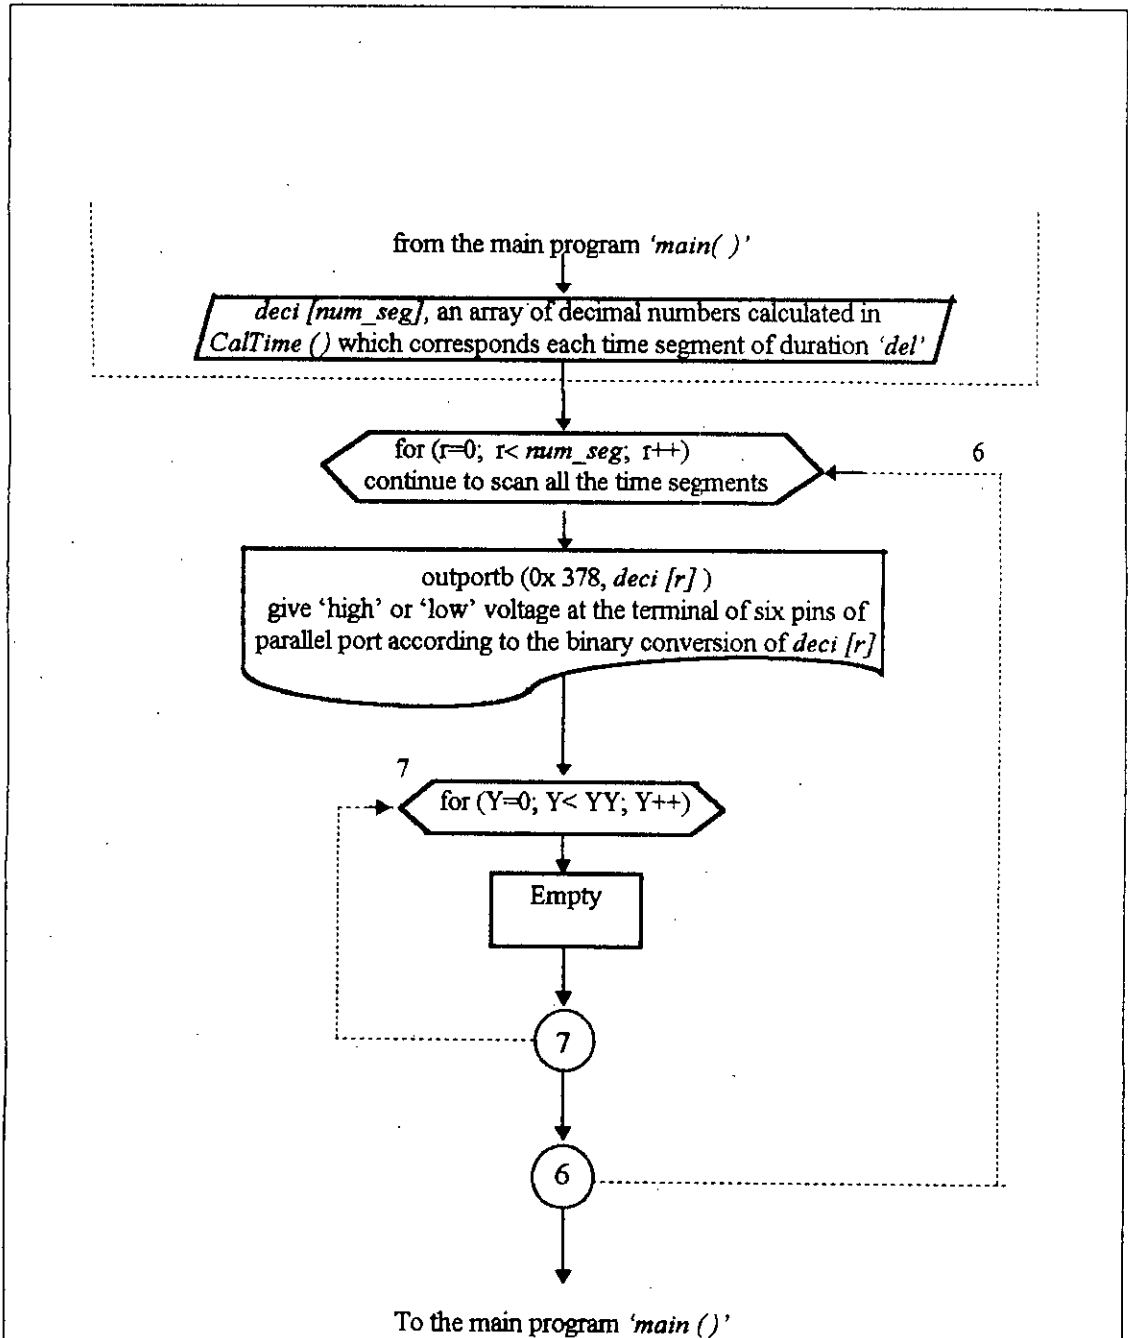 from the main program ‘main( )’
deci [num_seg], an array of decimal numbers calculated in
CalTime () which corresponds each time segment of duration ‘del’
for (r=0; r< num_seg; r++)
continue to scan all the time segments
6
outportb (0x 378, deci [r] )
give ‘high’ or ‘low’ voltage at the terminal of six pins of
parallel port according to the binary conversion of deci [r]
7
for (Y=0; Y< YY; Y++)
Empty
7
6
To the main program ‘main ()’